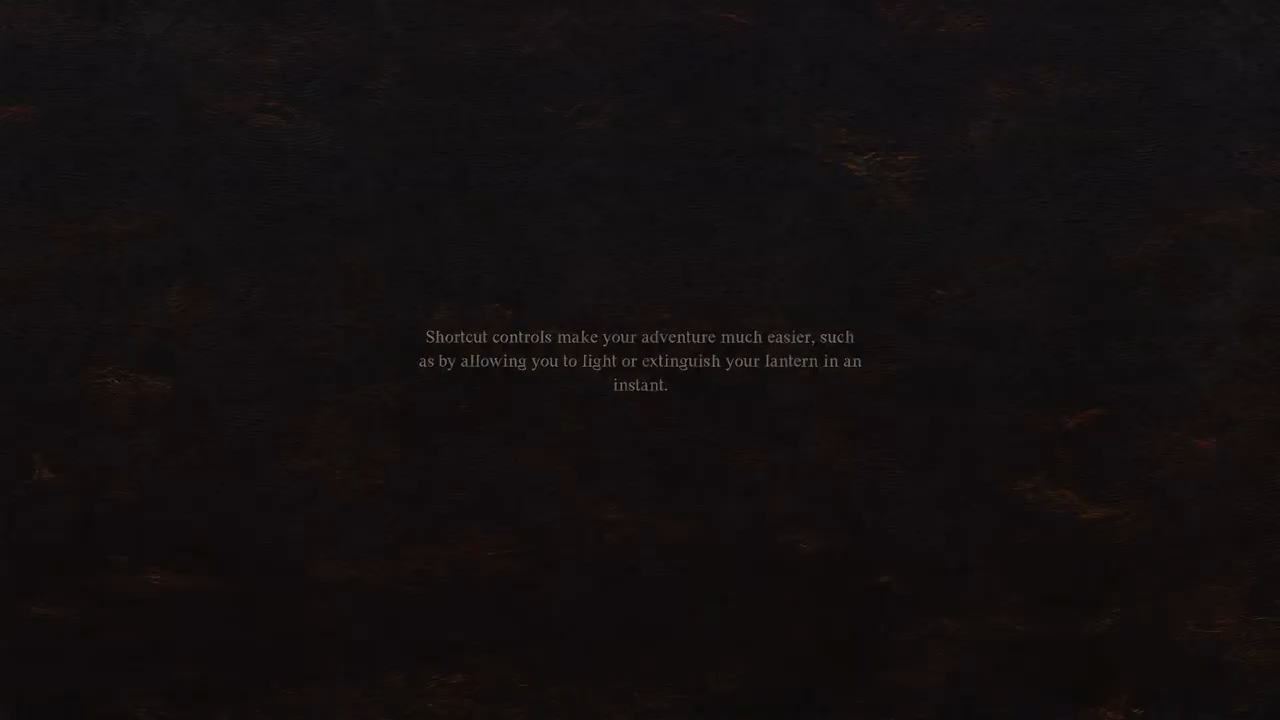 Shortcut controls make your adventure much easier, such
as by allowing you to light or extinguish your lantern in an
instant.